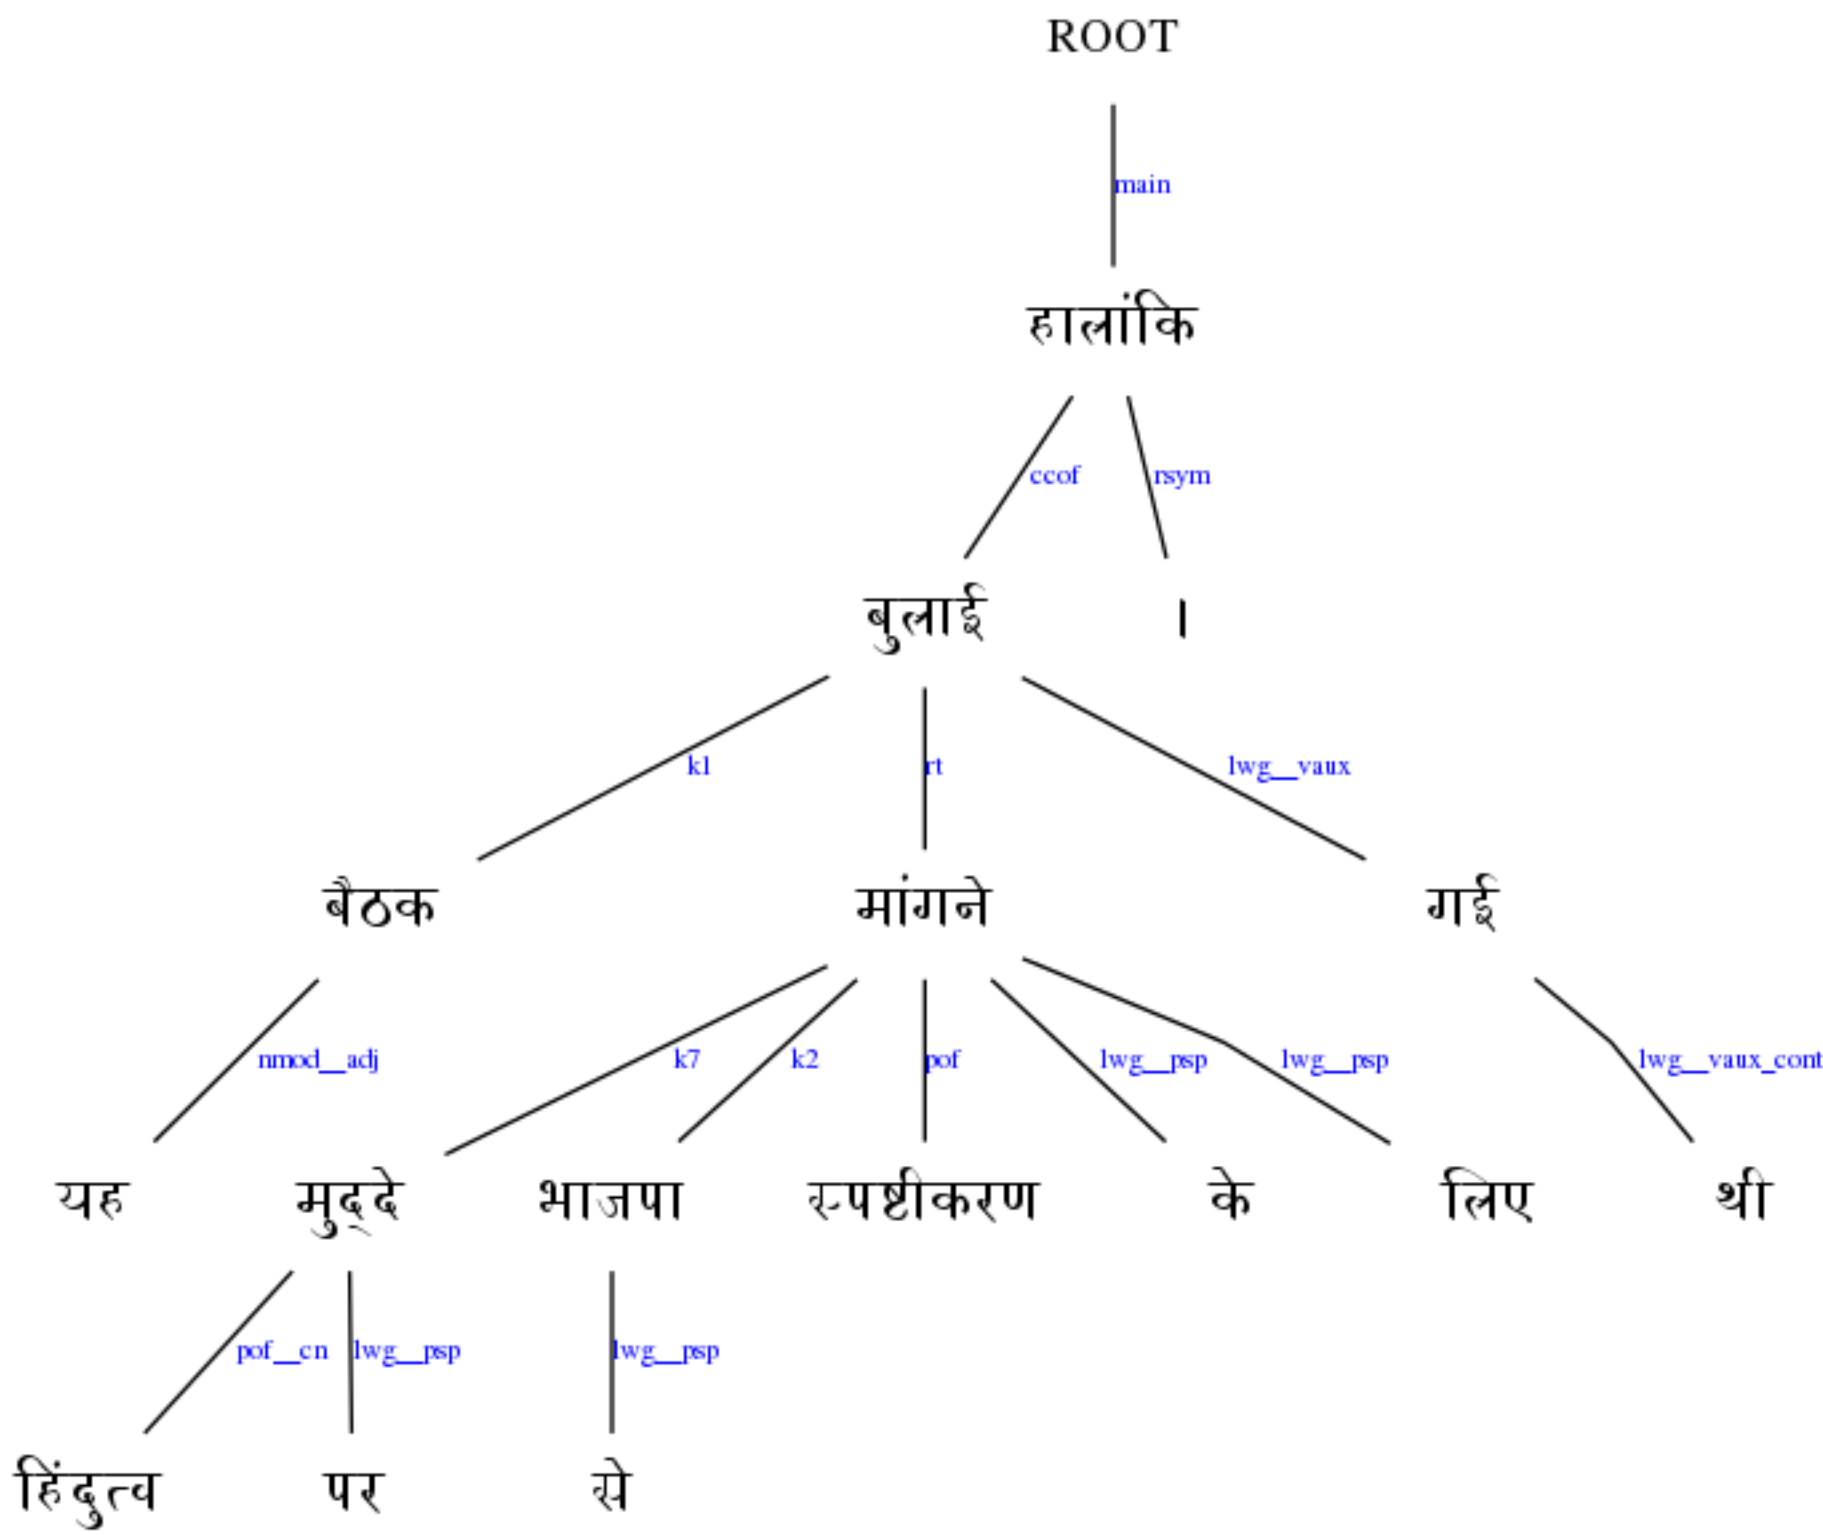 ROOT
main
हालांकि
ccof rsym
बुलाई ।
k1 rt lwg__vaux
बैठक मांगने गई
nmod__adj k7 k2 pof lwg__psp lwg__psp lwg__vaux_cont
यह मुद्दे भाजपा स्पष्टीकरण के लिए थी
pof__cn lwg__psp lwg__psp
हिंदुत्व पर से